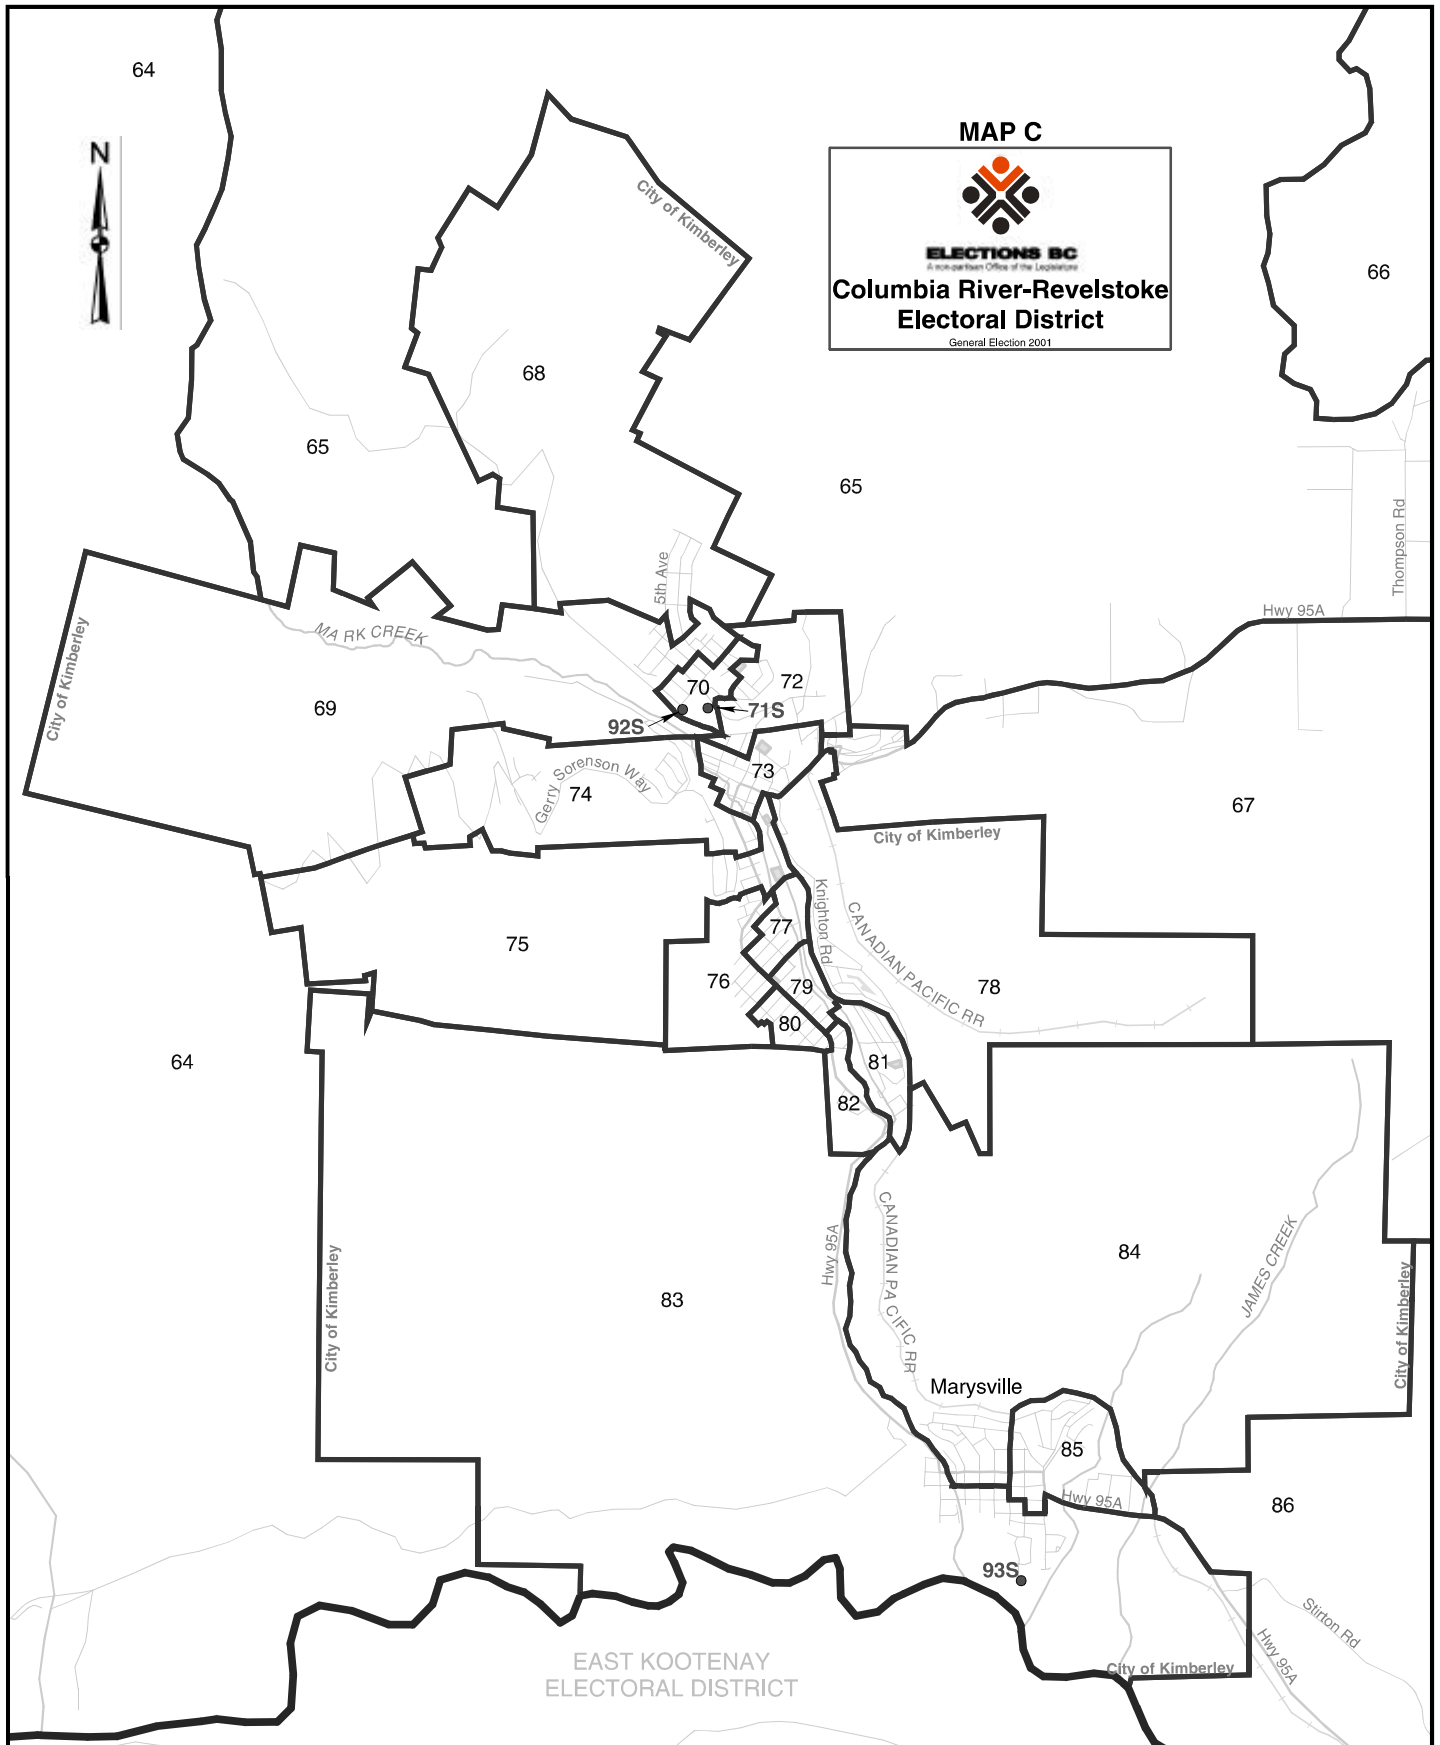 64
N
MAP C
ELECTIONS BC
A non-partisan Office of the Legislature
Columbia River-Revelstoke
Electoral District
General Election 2001
City of Kimberley
66
68
65
65
Thompson Rd
5th Ave
Hwy 95A
MA RK CREEK
City of Kimberley
69
70
72
92S
71S
73
Gerry Sorenson Way
74
67
City of Kimberley
Knighton Rd
CANADIAN PACIFIC RR
75
77
76
79
78
80
64
81
82
CANADIAN PA CIFIC RR
Hwy 95A
84
JAMES CREEK
City of Kimberley
83
City of Kimberley
Marysville
85
Hwy 95A
86
93S
Stirton Rd
Hwy 95A
EAST KOOTENAY
ELECTORAL DISTRICT
City of Kimberley